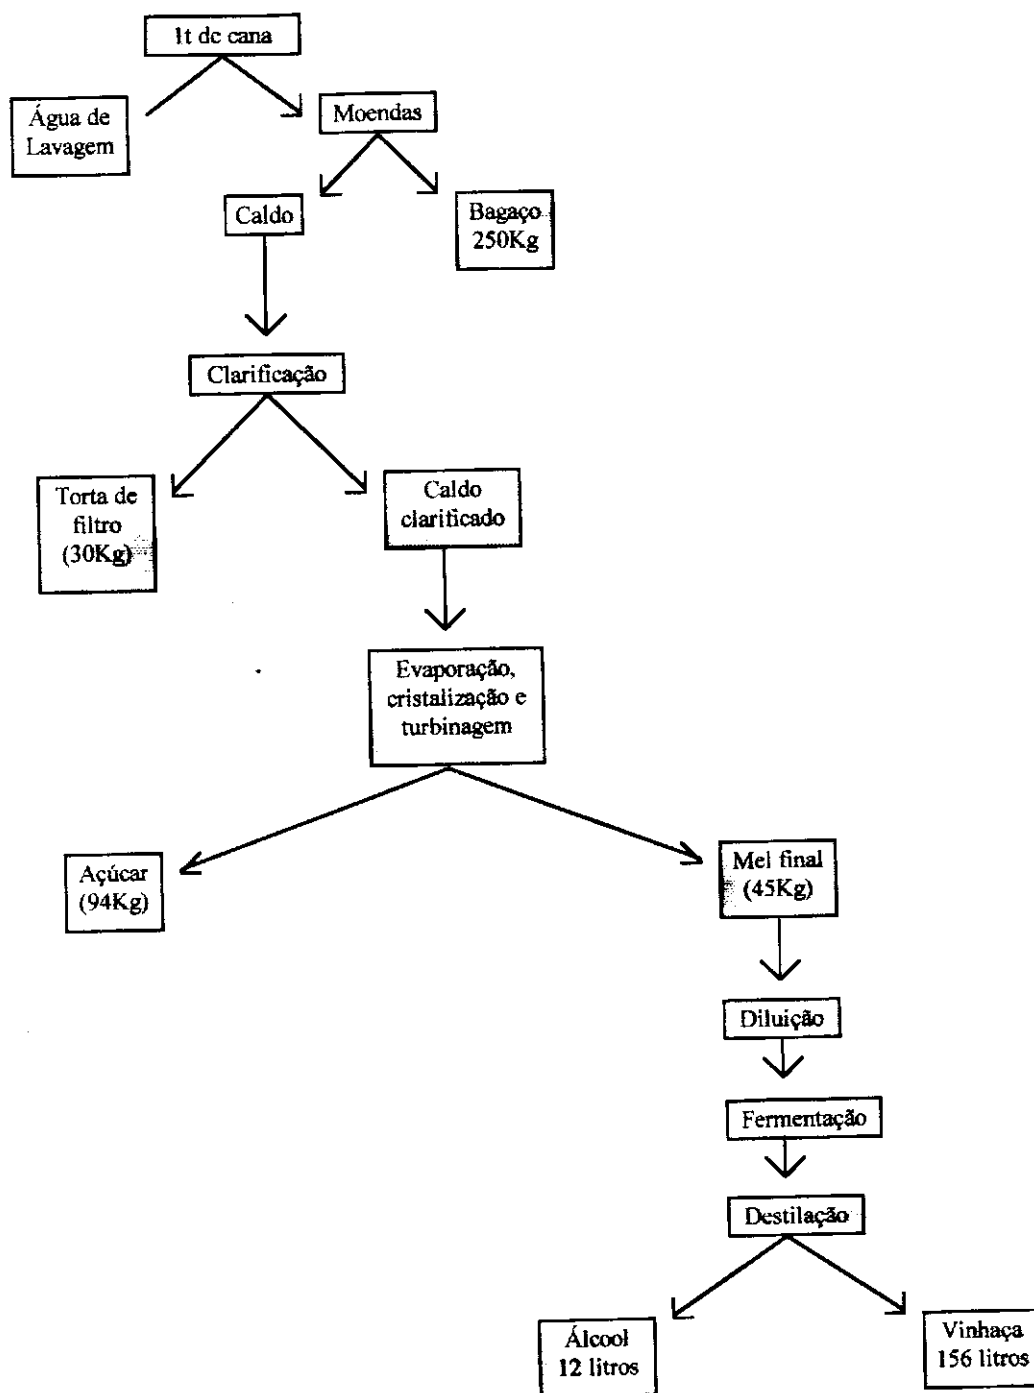 1t de cana
Água de
Lavagem
Moendas
Caldo
Bagaço
250Kg
Clarificação
Torta de
filtro
(30Kg)
Caldo
clarificado
Evaporação,
cristalização e
turbinagem
Açúcar
(94Kg)
Mel final
(45Kg)
Diluição
Fermentação
Destilação
Álcool
12 litros
Vinhaça
156 litros